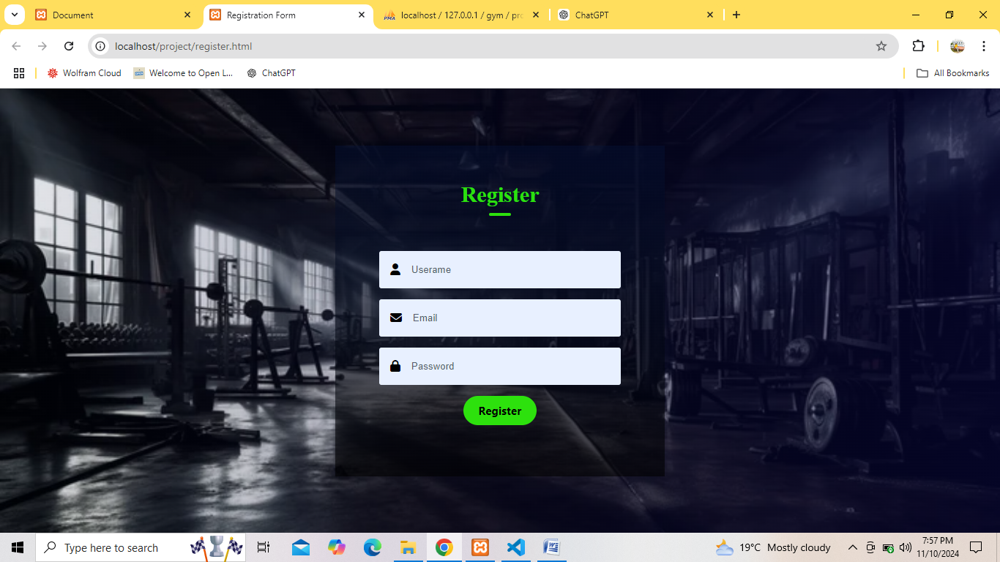 Document
Registration Form
localhost / 127.0.0.1 / gym / pro
ChatGPT
localhost/project/register.html
Wolfram Cloud
Welcome to Open L...
ChatGPT
All Bookmarks
Register
Userame
Email
Password
Register
Type here to search
19°C Mostly cloudy
7:57 PM
11/10/2024